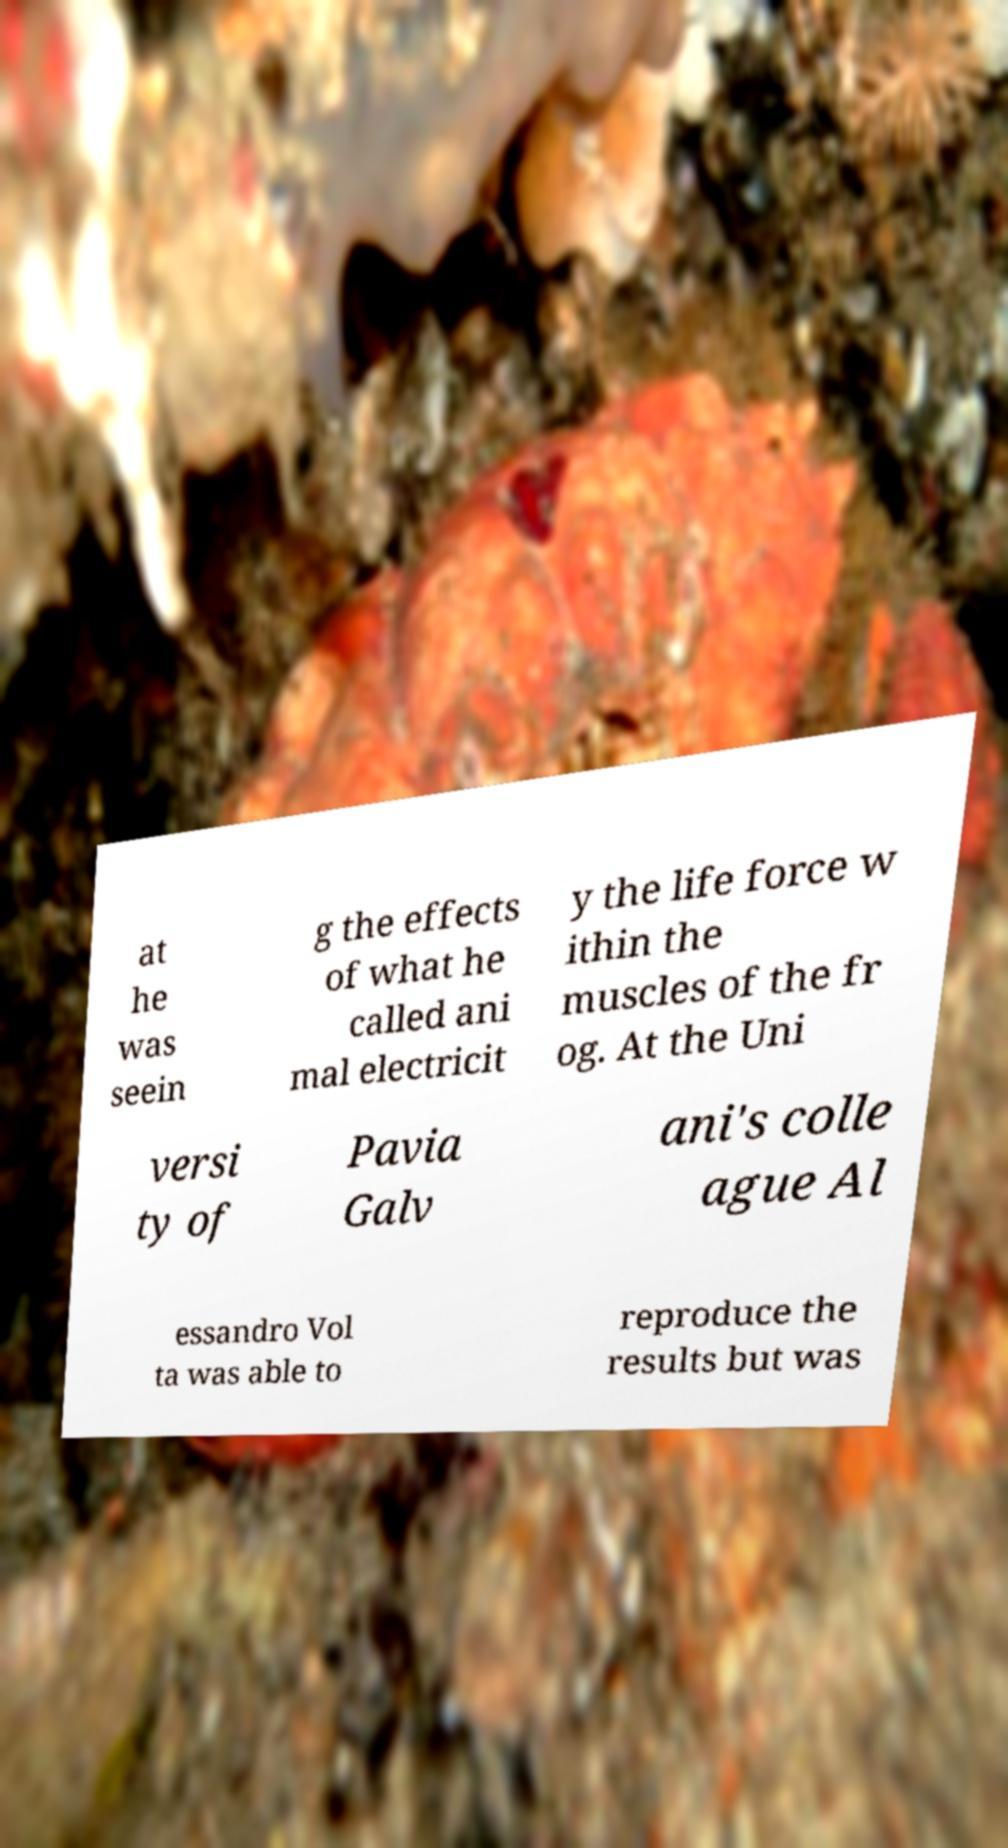 at
he
was
seein
g the effects
of what he
called ani
mal electricit
y the life force w
ithin the
muscles of the fr
og. At the Uni
versi
ty of
Pavia
Galv
ani's colle
ague Al
essandro Vol
ta was able to
reproduce the
results but was